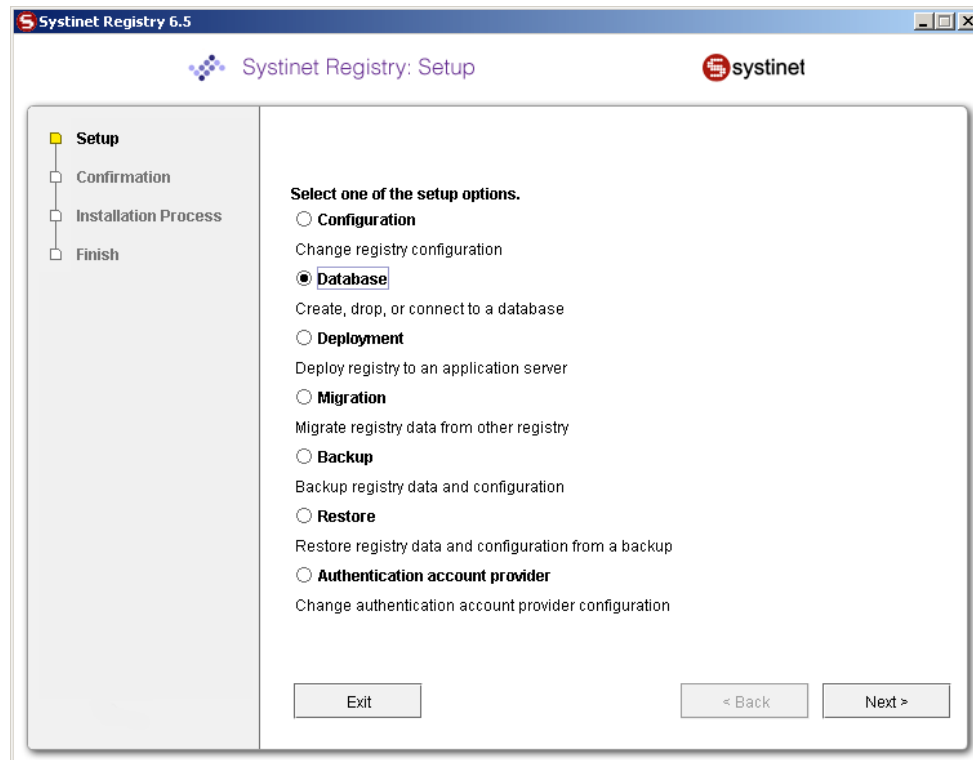 Systinet Registry 6.5
Systinet Registry: Setup
systinet
Setup
Confirmation
Installation Process
Finish
Select one of the setup options.
Configuration
Change registry configuration
Database
Create, drop, or connect to a database
Deployment
Deploy registry to an application server
Migration
Migrate registry data from other registry
Backup
Backup registry data and configuration
Restore
Restore registry data and configuration from a backup
Authentication account provider
Change authentication account provider configuration
Exit
< Back
Next >